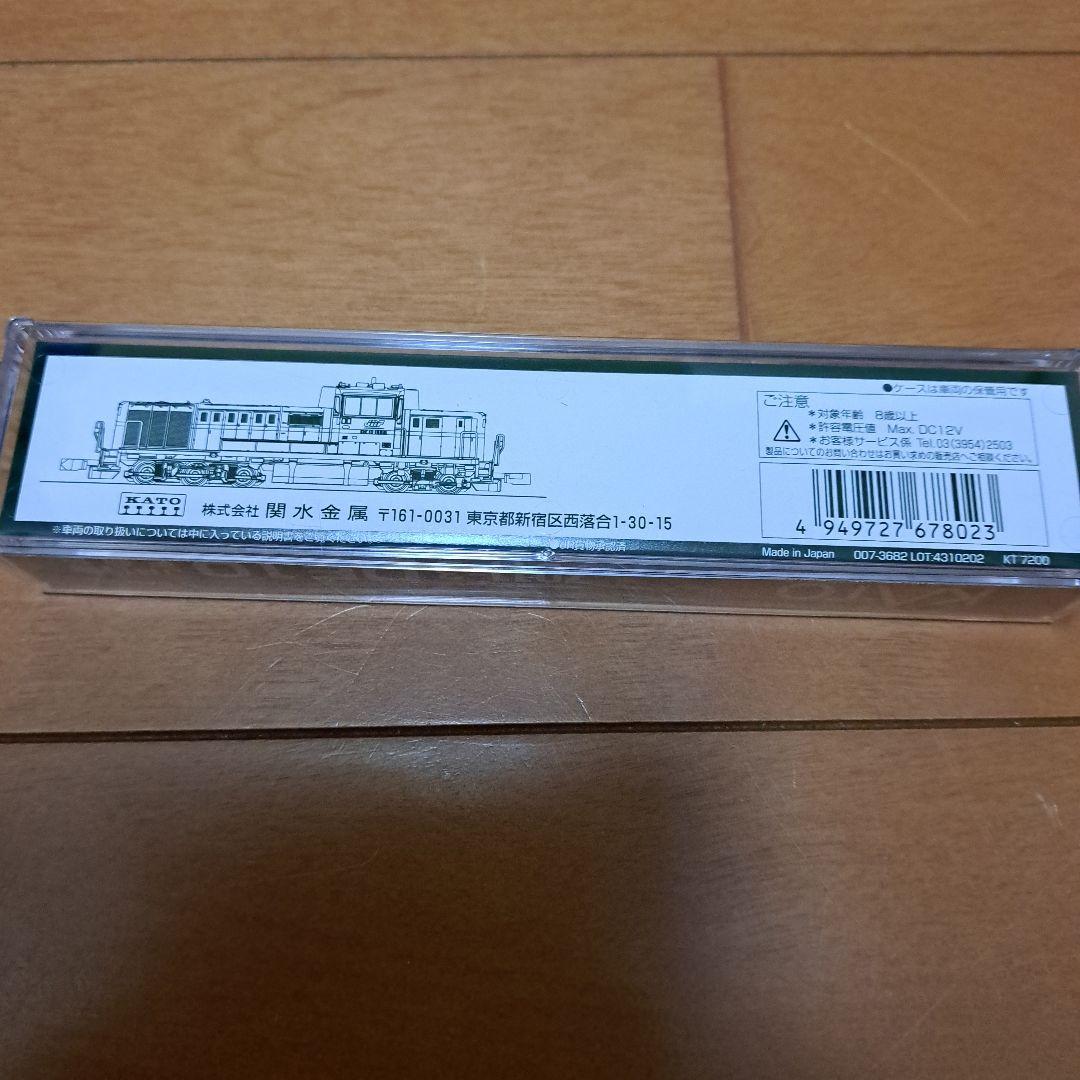 ●ケースは車両の保管用です
ご注意
＊対象年齢 8歳以上
＊許容電圧値 Max. DC12V
＊お客様サービス係 Tel.03(3954)2503
製品についてのお問い合わせはお買い求めの販売店へご相談ください。
KATO
株式会社 関水金属 〒161-0031 東京都新宿区西落合1-30-15
4 949727 678023
※車両の取り扱いについては中に入っている説明書を
貨物承認済
Made in Japan 007-3682 LOT:4310202 KT 7200